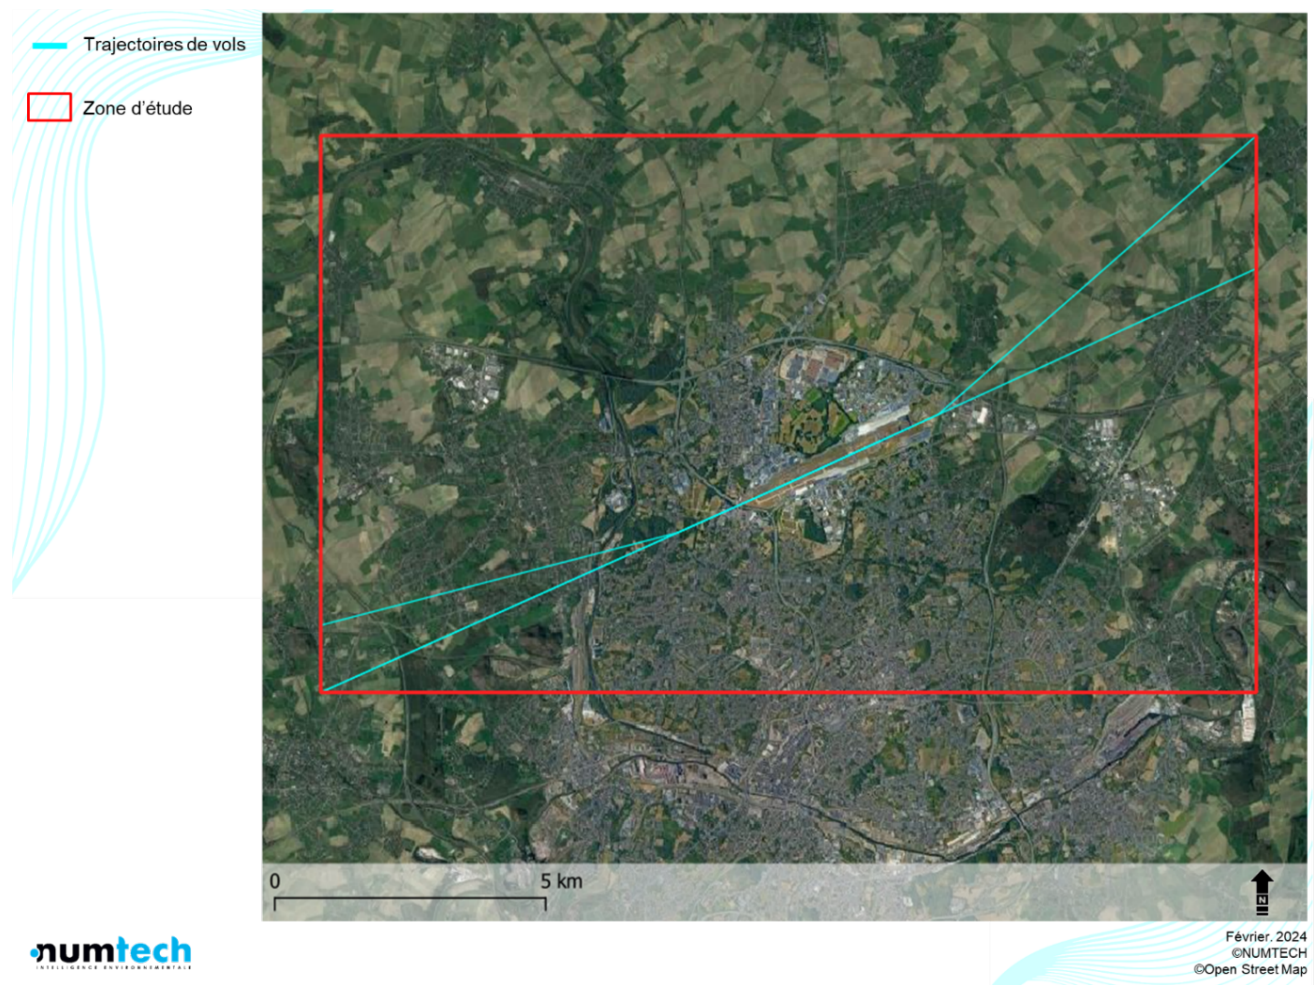 Trajectoires de vols
Zone d'étude
0 5 km
N
numtech
INTELLIGENCE ENVIRONNEMENTALE
Février. 2024
©NUMTECH
©Open Street Map